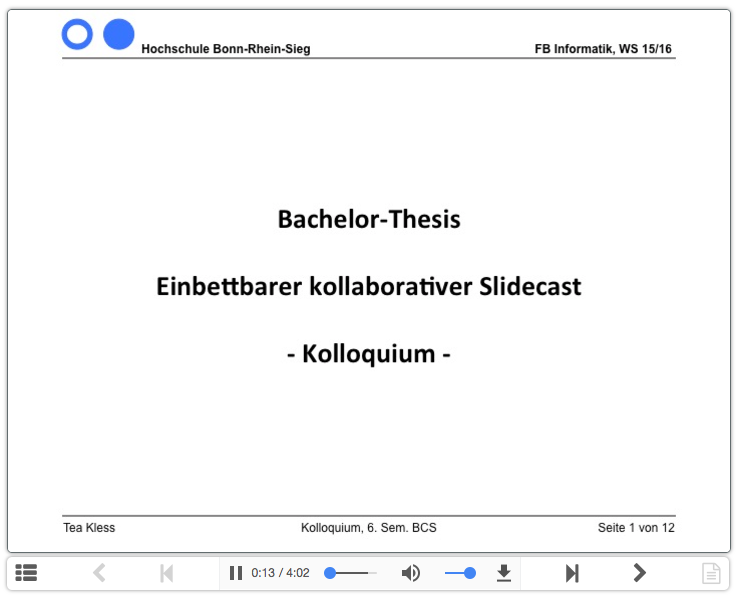 Hochschule Bonn-Rhein-Sieg FB Informatik, WS 15/16
Bachelor-Thesis
Einbettbarer kollaborativer Slidecast
- Kolloquium -
Tea Kless Kolloquium, 6. Sem. BCS Seite 1 von 12
0:13 / 4:02